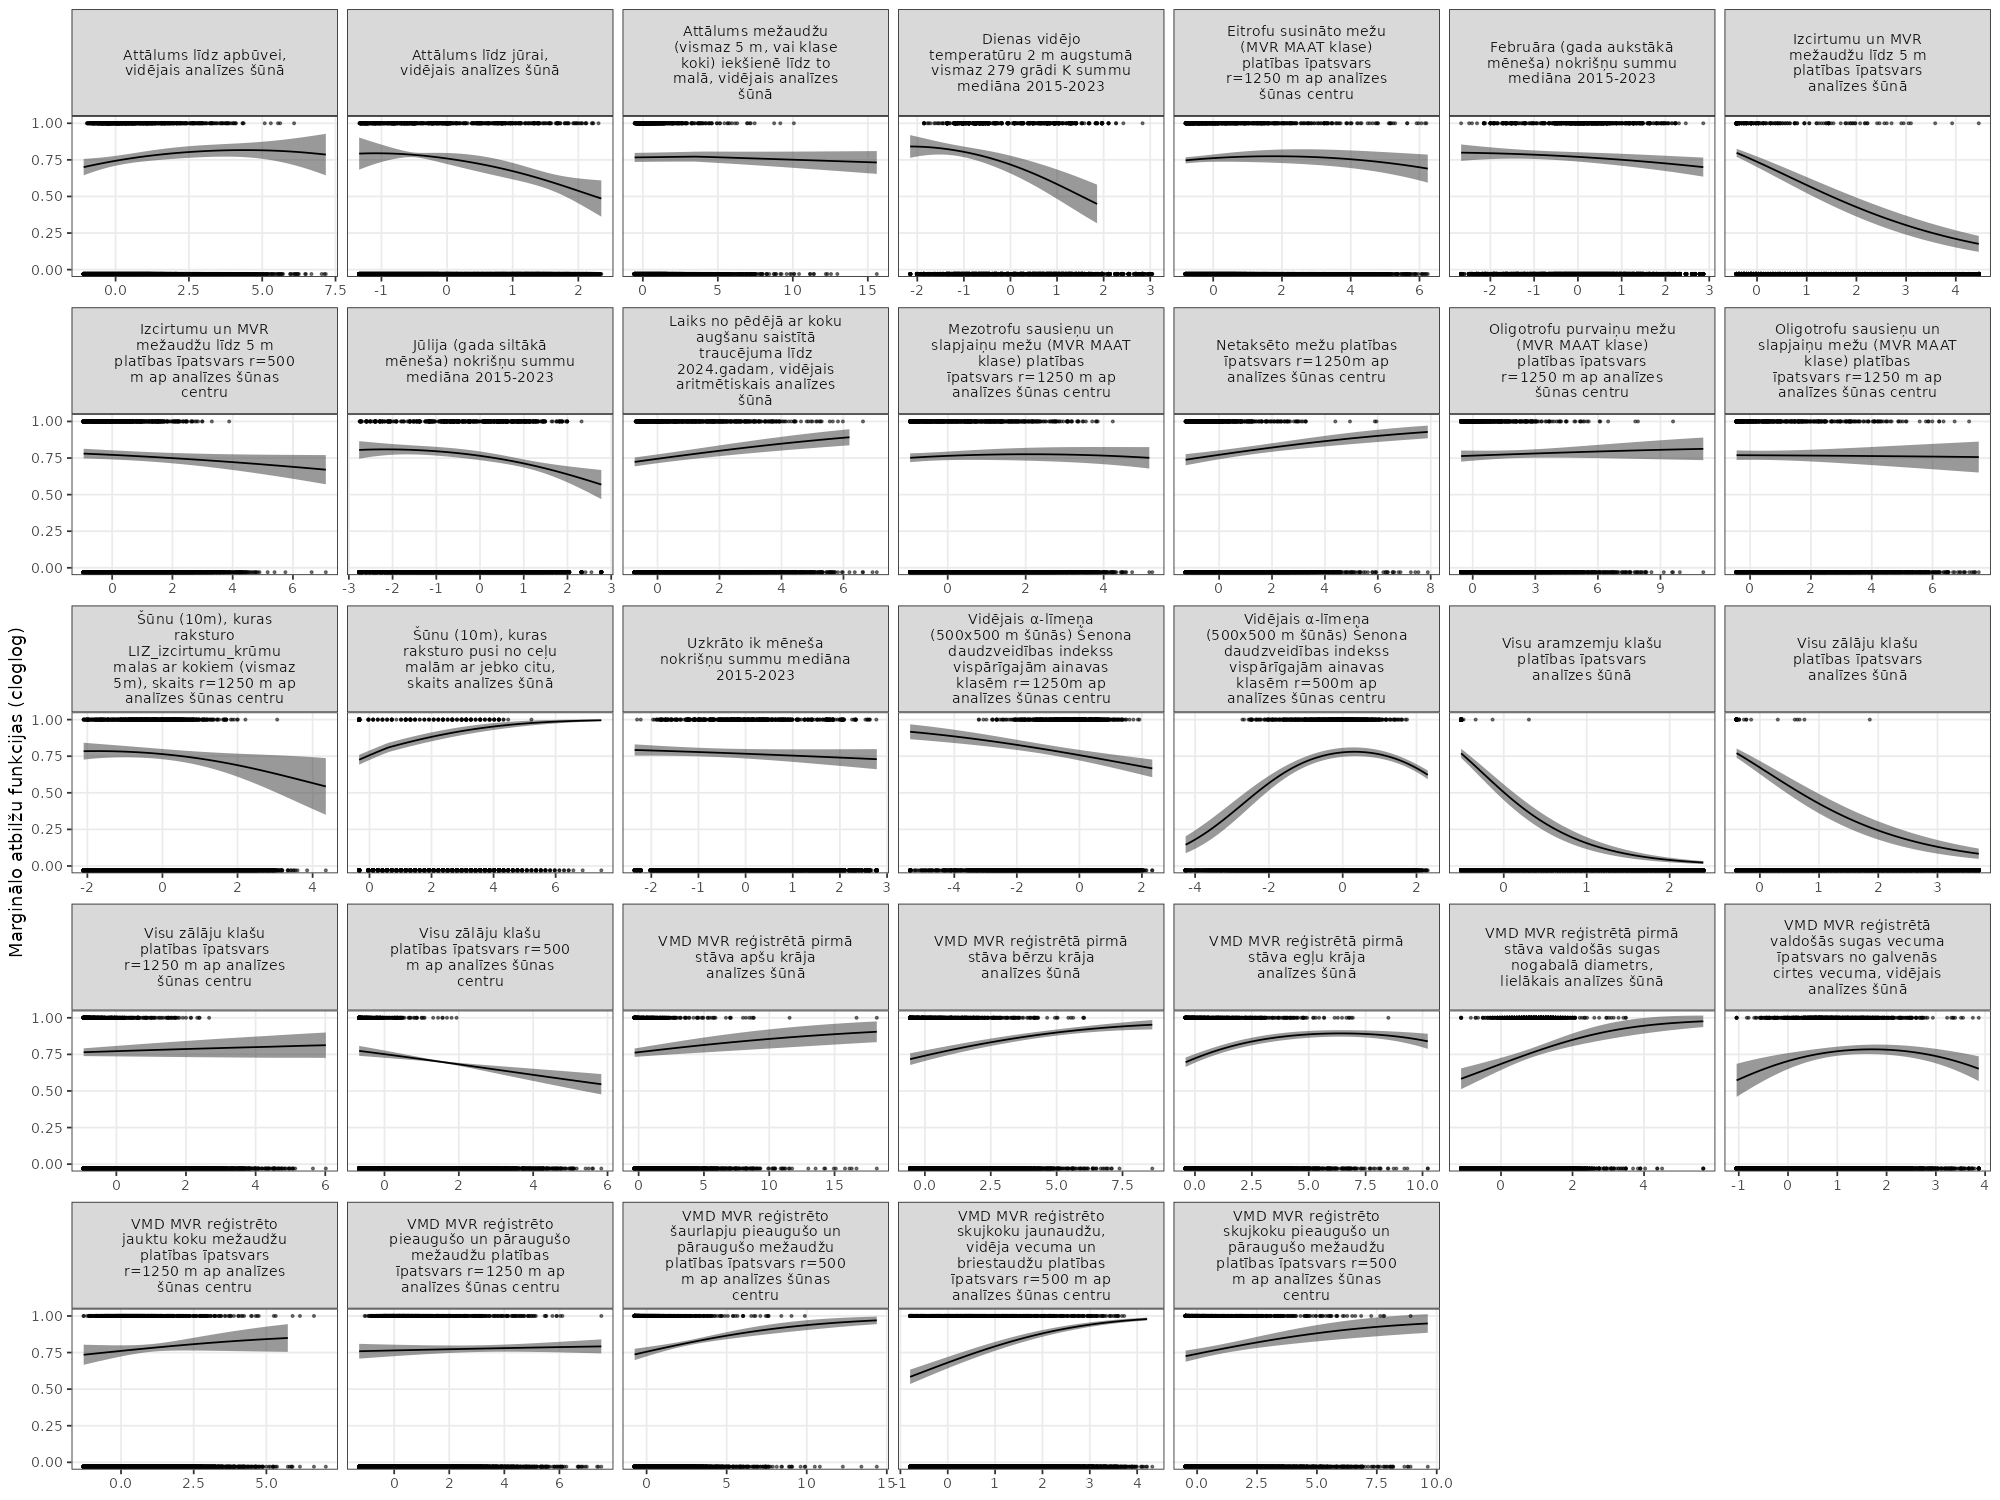 Attālums līdz apbūvei,
vidējais analīzes šūnā
Attālums līdz jūrai,
vidējais analīzes šūnā
Attālums mežaudžu
(vismaz 5 m, vai klase
koki) iekšienē līdz to
malā, vidējais analīzes
šūnā
Dienas vidējo
temperatūru 2 m augstumā
vismaz 279 grādi K summu
mediāna 2015-2023
Eitrofu susināto mežu
(MVR MAAT klase)
platības īpatsvars
r=1250 m ap analīzes
šūnas centru
Februāra (gada aukstākā
mēneša) nokrišņu summu
mediāna 2015-2023
Izcirtumu un MVR
mežaudžu līdz 5 m
platības īpatsvars
analīzes šūnā
1.00
0.75
0.50
0.25
0.00
0.0 2.5 5.0 7.5
-1 0 1 2
0 5 10 15
-2 -1 0 1 2 3
0 2 4 6
-2 -1 0 1 2 3
0 1 2 3 4
Izcirtumu un MVR
mežaudžu līdz 5 m
platības īpatsvars r=500
m ap analīzes šūnas
centru
Jūlija (gada siltākā
mēneša) nokrišņu summu
mediāna 2015-2023
Laiks no pēdējā ar koku
augšanu saistītā
traucējuma līdz
2024.gadam, vidējais
aritmētiskais analīzes
šūnā
Mezotrofu sausieņu un
slapjaiņu mežu (MVR MAAT
klase) platības
īpatsvars r=1250 m ap
analīzes šūnas centru
Netaksēto mežu platības
īpatsvars r=1250m ap
analīzes šūnas centru
Oligotrofu purvaiņu mežu
(MVR MAAT klase)
platības īpatsvars
r=1250 m ap analīzes
šūnas centru
Oligotrofu sausieņu un
slapjaiņu mežu (MVR MAAT
klase) platības
īpatsvars r=1250 m ap
analīzes šūnas centru
1.00
0.75
0.50
0.25
0.00
0 2 4 6
-3 -2 -1 0 1 2 3
0 2 4 6
0 2 4
0 2 4 6 8
0 3 6 9
0 2 4 6
Marginālo atbilžu funkcijas (cloglog)
Šūnu (10m), kuras
raksturo
LIZ_izcirtumu_krūmu
malas ar kokiem (vismaz
5m), skaits r=1250 m ap
analīzes šūnas centru
Šūnu (10m), kuras
raksturo pusi no ceļu
malām ar jebko citu,
skaits analīzes šūnā
Uzkrāto ik mēneša
nokrišņu summu mediāna
2015-2023
Vidējais α-līmeņa
(500x500 m šūnās) Šenona
daudzveidības indekss
vispārīgajām ainavas
klasēm r=1250m ap
analīzes šūnas centru
Vidējais α-līmeņa
(500x500 m šūnās) Šenona
daudzveidības indekss
vispārīgajām ainavas
klasēm r=500m ap
analīzes šūnas centru
Visu aramzemju klašu
platības īpatsvars
analīzes šūnā
Visu zālāju klašu
platības īpatsvars
analīzes šūnā
1.00
0.75
0.50
0.25
0.00
-2 0 2 4
0 2 4 6
-2 -1 0 1 2 3
-4 -2 0 2
-4 -2 0 2
0 1 2
0 1 2 3
Visu zālāju klašu
platības īpatsvars
r=1250 m ap analīzes
šūnas centru
Visu zālāju klašu
platības īpatsvars r=500
m ap analīzes šūnas
centru
VMD MVR reģistrētā pirmā
stāva apšu krāja
analīzes šūnā
VMD MVR reģistrētā pirmā
stāva bērzu krāja
analīzes šūnā
VMD MVR reģistrētā pirmā
stāva egļu krāja
analīzes šūnā
VMD MVR reģistrētā pirmā
stāva valdošās sugas
nogabalā diametrs,
lielākais analīzes šūnā
VMD MVR reģistrētā
valdošās sugas vecuma
īpatsvars no galvenās
cirtes vecuma, vidējais
analīzes šūnā
1.00
0.75
0.50
0.25
0.00
0 2 4 6
0 2 4 6
0 5 10 15
0.0 2.5 5.0 7.5
0.0 2.5 5.0 7.5 10.0
0 2 4
-1 0 1 2 3 4
VMD MVR reģistrēto
jauktu koku mežaudžu
platības īpatsvars
r=1250 m ap analīzes
šūnas centru
VMD MVR reģistrēto
pieaugušo un pāraugušo
mežaudžu platības
īpatsvars r=1250 m ap
analīzes šūnas centru
VMD MVR reģistrēto
šaurlapju pieaugušo un
pāraugušo mežaudžu
platības īpatsvars r=500
m ap analīzes šūnas
centru
VMD MVR reģistrēto
skujkoku jaunaudžu,
vidēja vecuma un
briestaudžu platības
īpatsvars r=500 m ap
analīzes šūnas centru
VMD MVR reģistrēto
skujkoku pieaugušo un
pāraugušo mežaudžu
platības īpatsvars r=500
m ap analīzes šūnas
centru
1.00
0.75
0.50
0.25
0.00
0.0 2.5 5.0
0 2 4 6
0 5 10 15
-1 0 1 2 3 4
0.0 2.5 5.0 7.5 10.0